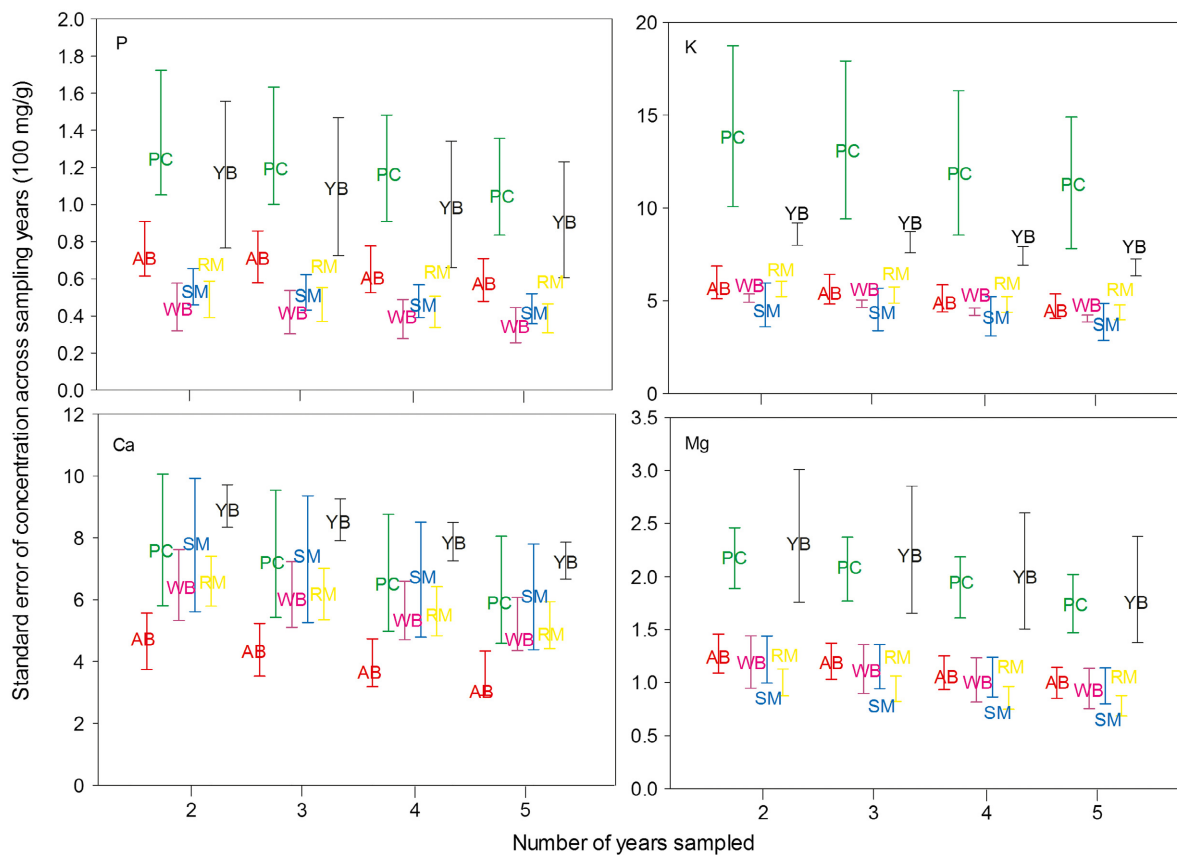 Standard error of concentration across sampling years (100 mg/g)
P
2.0
1.8
1.6
1.4
1.2
1.0
0.8
0.6
0.4
0.2
0.0
PC YB
AB WB SM RM
PC YB
AB WB SM RM
PC YB
AB WB SM RM
PC YB
AB WB SM RM
K
20
15
10
5
0
PC YB
AB WB SM RM
PC YB
AB WB SM RM
PC YB
AB WB SM RM
PC YB
AB WB SM RM
Ca
12
10
8
6
4
2
0
AB PC WB SM RM YB
AB PC WB SM RM YB
AB PC WB SM RM YB
AB PC WB SM RM YB
2 3 4 5
Mg
3.5
3.0
2.5
2.0
1.5
1.0
0.5
0.0
PC YB
AB WB SM RM
PC YB
AB WB SM RM
PC YB
AB WB SM RM
PC YB
AB WB SM RM
2 3 4 5
Number of years sampled